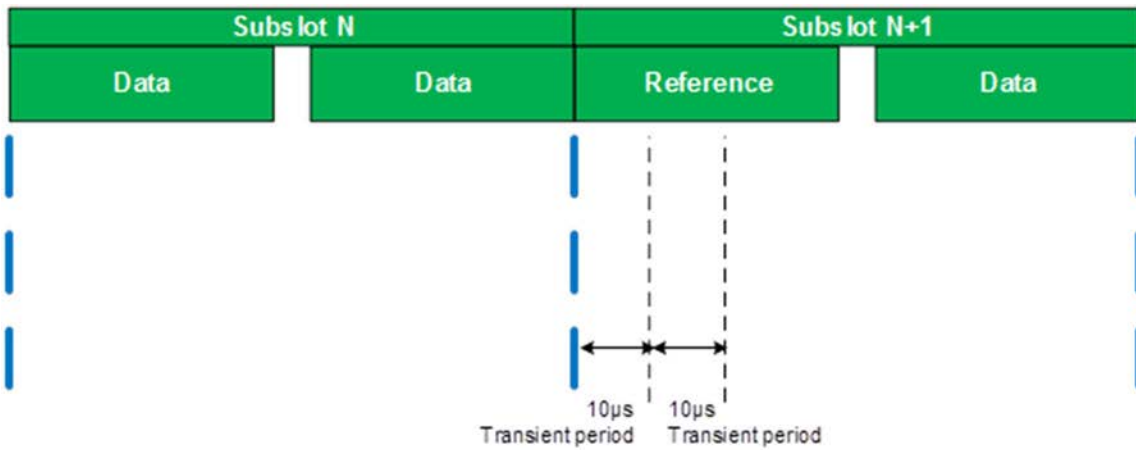 Subslot N
Subslot N+1
Data
Data
Reference
Data
10µs
Transient period
10µs
Transient period